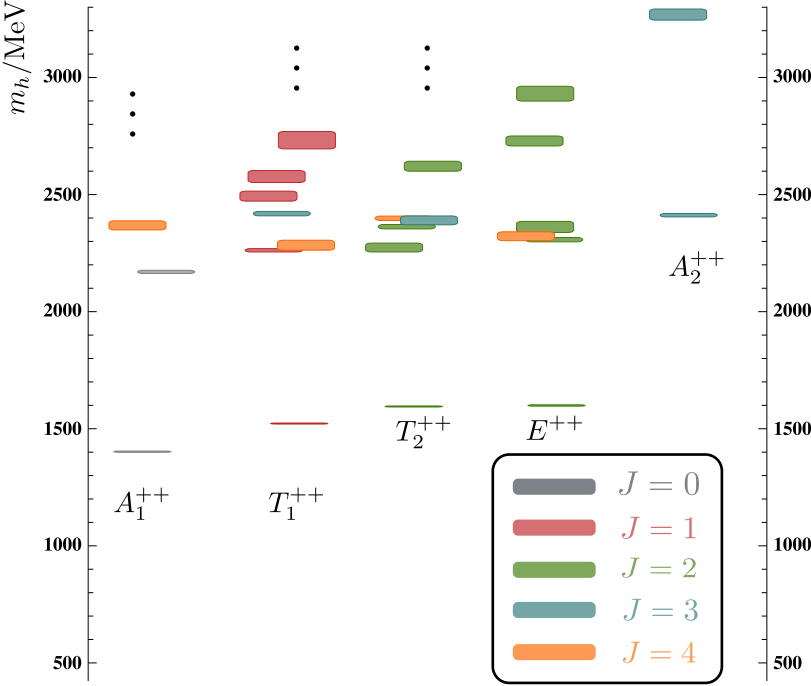 m_h/MeV
3000 3000
2500 2500
A_2^{++}
2000 2000
1500 1500
T_2^{++} E^{++}
A_1^{++} T_1^{++}
J = 0
J = 1
1000 1000
J = 2
J = 3
J = 4
500 500